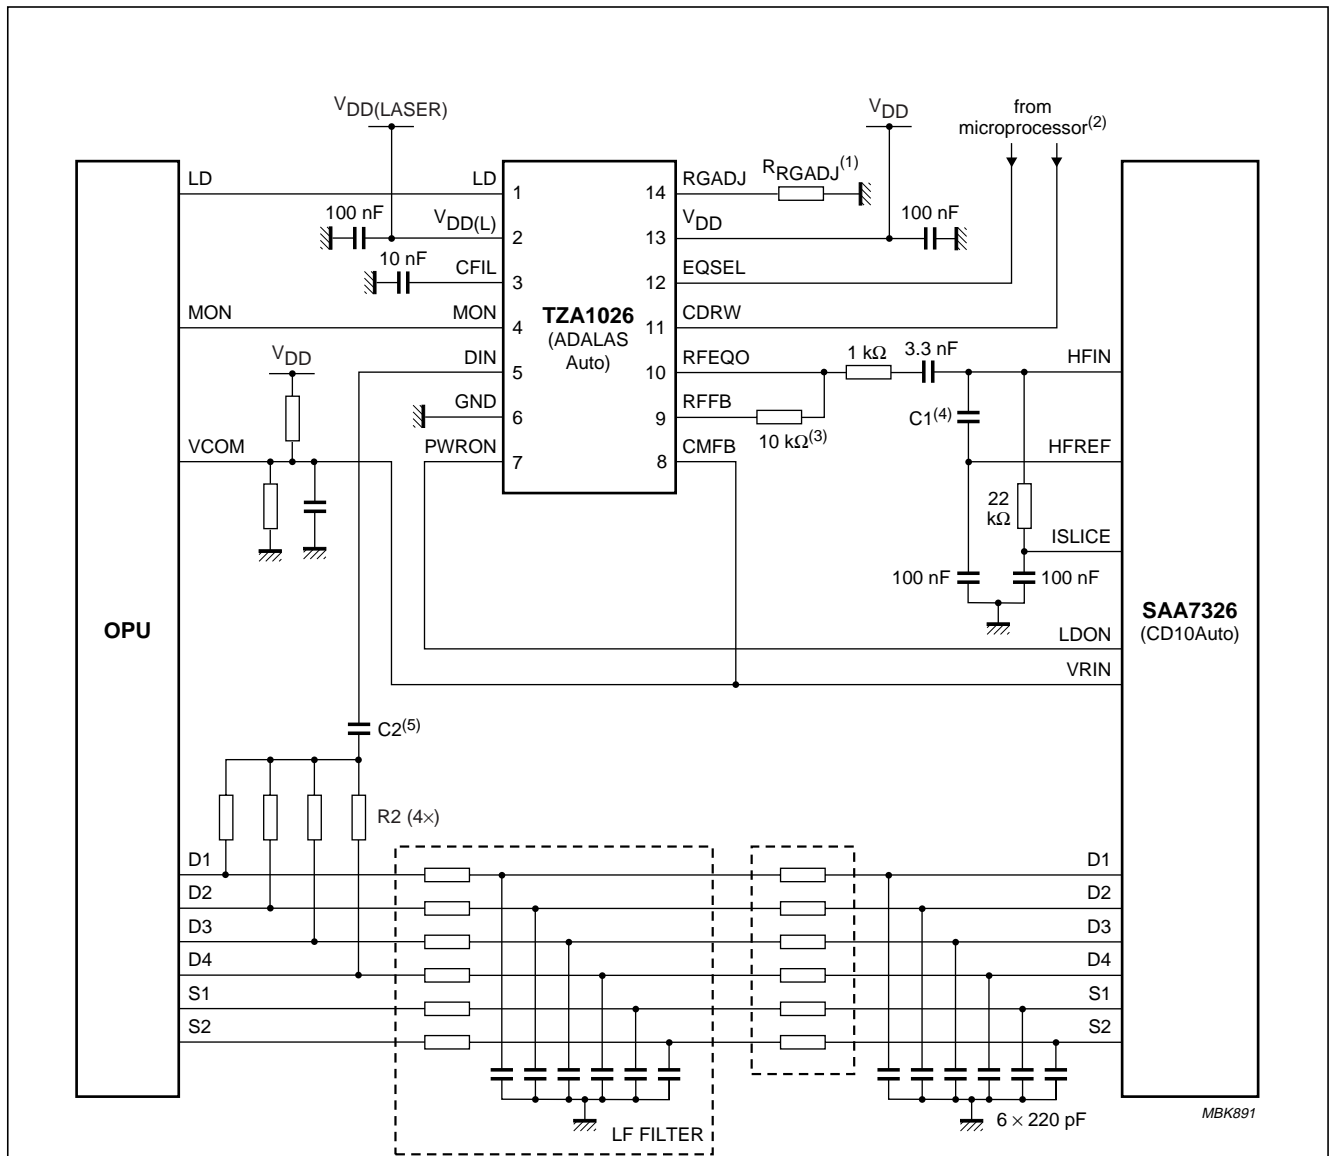 VDD(LASER)
VDD
from
microprocessor(2)
LD
LD
1
14
RGADJ
RRGADJ(1)
100 nF
VDD(L)
2
13
VDD
100 nF
10 nF
CFIL
3
12
EQSEL
MON
MON
4
TZA1026
(ADALAS
Auto)
11
CDRW
VDD
DIN
5
10
RFEQO
1 kΩ
3.3 nF
HFIN
GND
6
9
RFFB
10 kΩ(3)
C1(4)
VCOM
PWRON
7
8
CMFB
HFREF
22
kΩ
ISLICE
100 nF
100 nF
OPU
SAA7326
(CD10Auto)
LDON
VRIN
C2(5)
R2 (4×)
D1
D1
D2
D2
D3
D3
D4
D4
S1
S1
S2
S2
LF FILTER
6 × 220 pF
MBK891